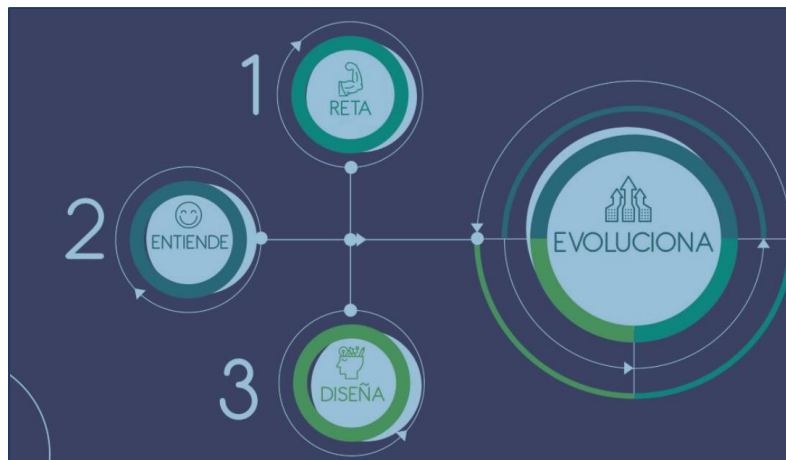 1
RETA
2
ENTIENDE
EVOLUCIONA
3
DISEÑA